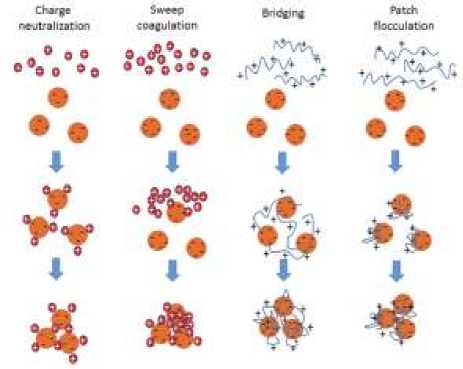 Charge
neutralization
Sweep
coagulation
Bridging
Patch
flocculation